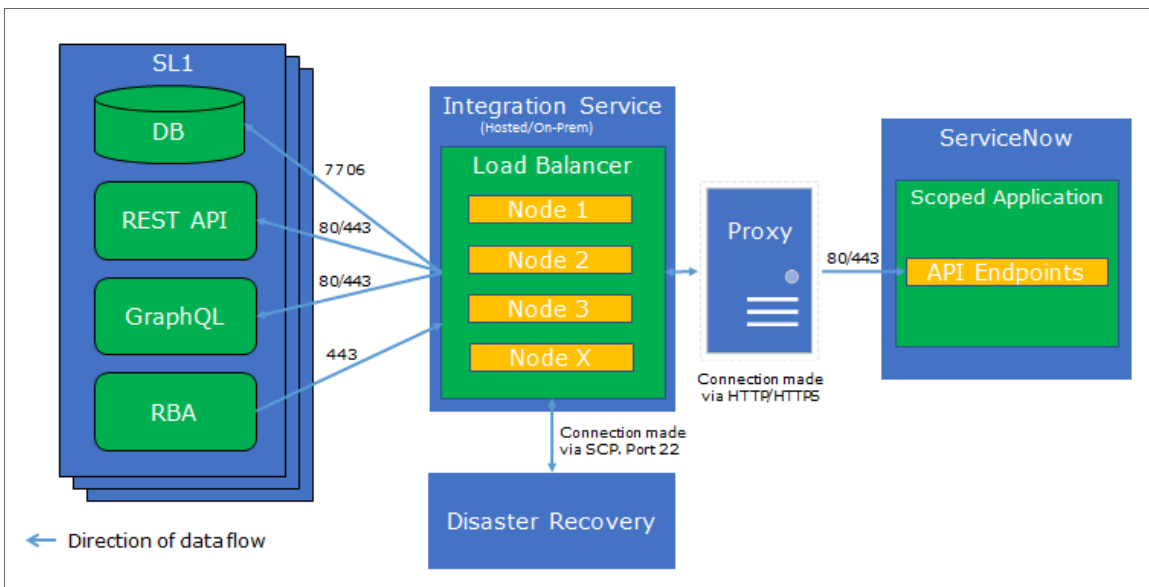 SL1
DB
REST API
GraphQL
RBA
7706
80/443
80/443
443
Integration Service
(Hosted/On-Prem)
Load Balancer
Node 1
Node 2
Node 3
Node X
Connection made
via SCP. Port 22
Disaster Recovery
Proxy
Connection made
via HTTP/HTTPS
80/443
ServiceNow
Scoped Application
API Endpoints
Direction of data flow